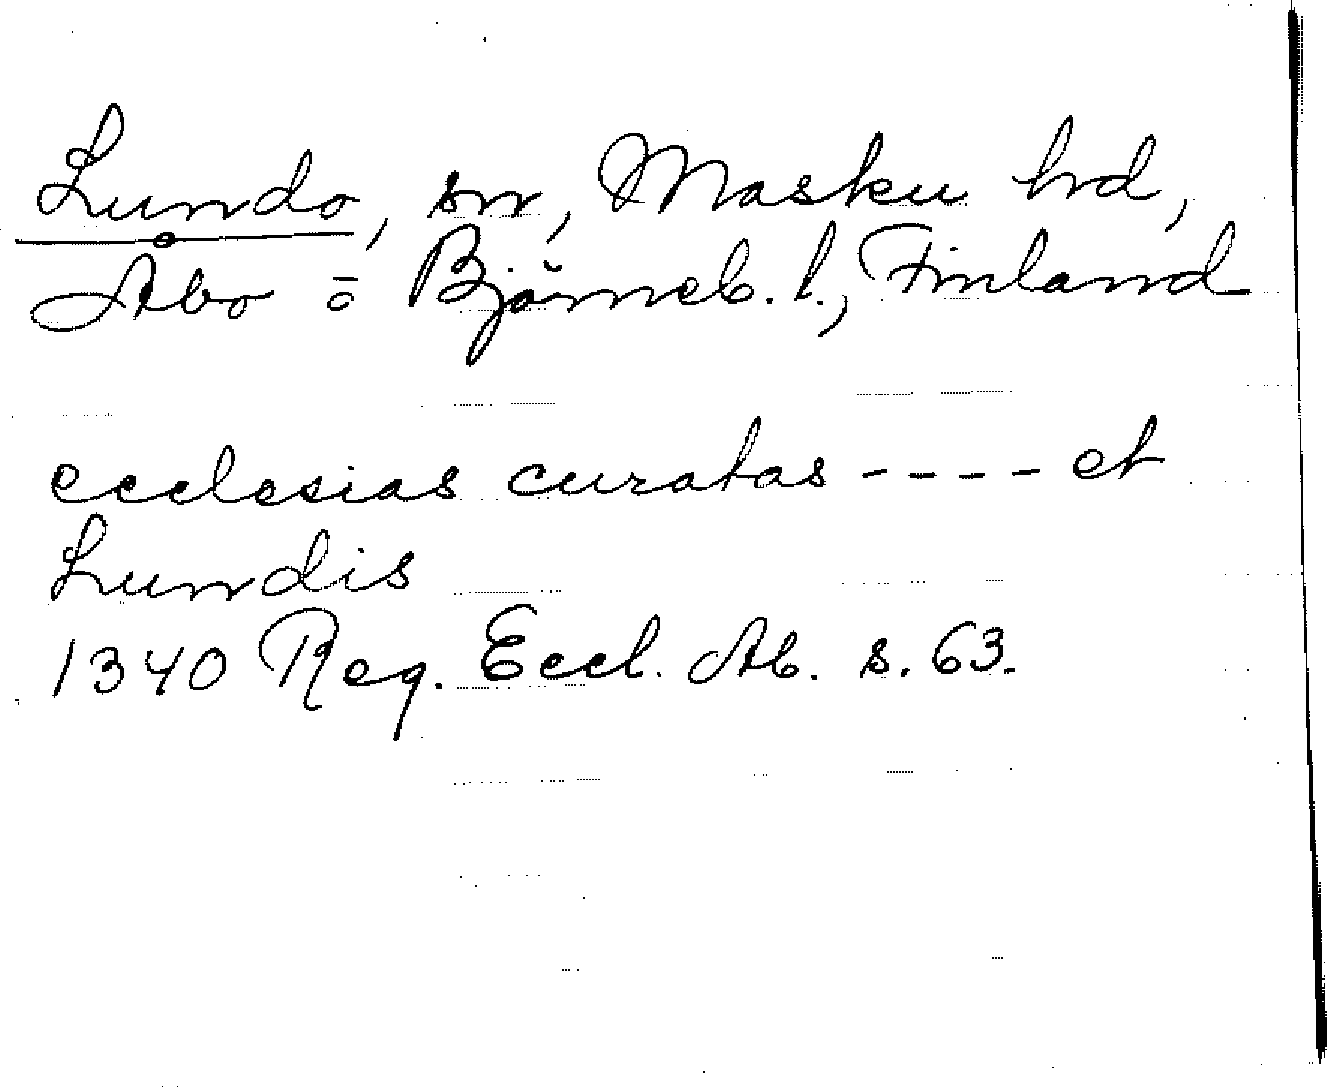 Lundo, sn, Masku hd,
Åbo o Björneb. l., Finland
ecclesias curatas ---- et
Lundis
1340 Reg. Eccl. Ab. s. 63.